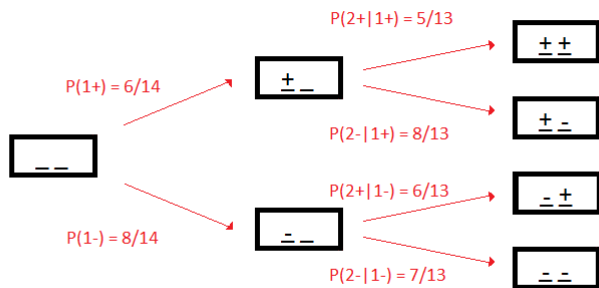 P(2+|1+) = 5/13
+ +
P(1+) = 6/14
+ _
P(2-|1+) = 8/13
+ -
_ _
P(2+|1-) = 6/13
- +
P(1-) = 8/14
- _
P(2-|1-) = 7/13
- -